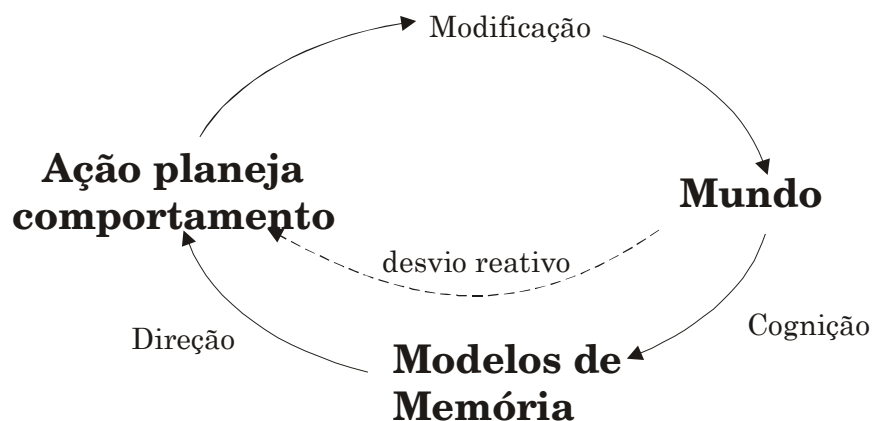 Modificação
Ação planeja
comportamento
Mundo
desvio reativo
Direção
Cognição
Modelos de
Memória